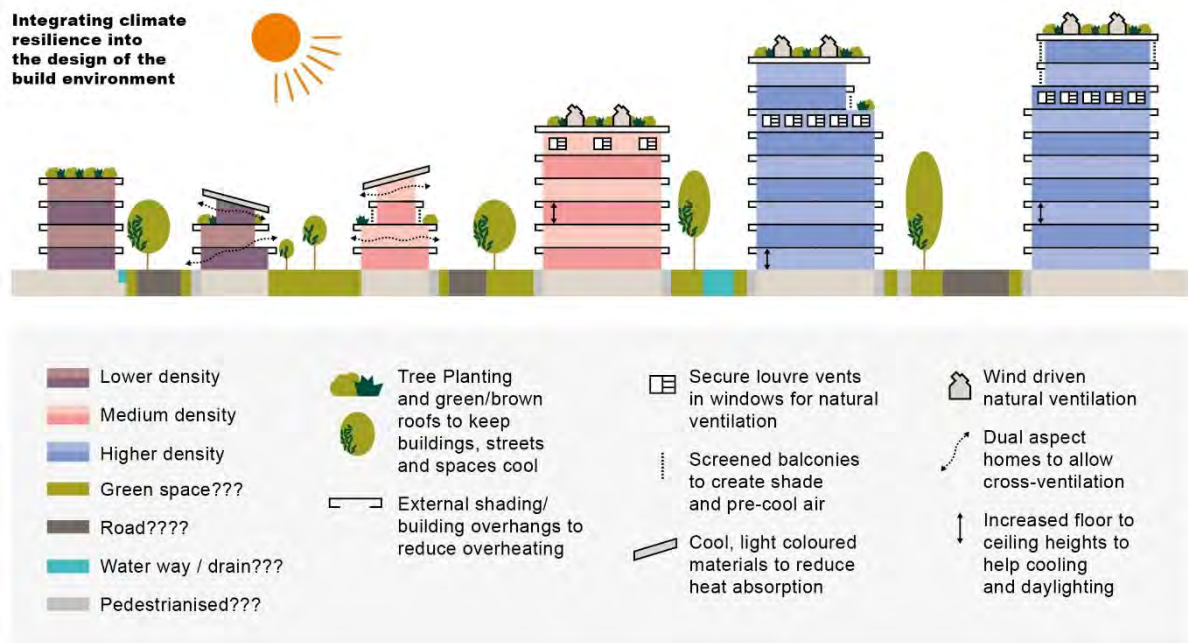 Integrating climate
resilience into
the design of the
build environment
Lower density
Medium density
Higher density
Green space???
Road????
Water way / drain???
Pedestrianised???
Tree Planting
and green/brown
roofs to keep
buildings, streets
and spaces cool
External shading/
building overhangs to
reduce overheating
Secure louvre vents
in windows for natural
ventilation
Screened balconies
to create shade
and pre-cool air
Cool, light coloured
materials to reduce
heat absorption
Wind driven
natural ventilation
Dual aspect
homes to allow
cross-ventilation
Increased floor to
ceiling heights to
help cooling
and daylighting